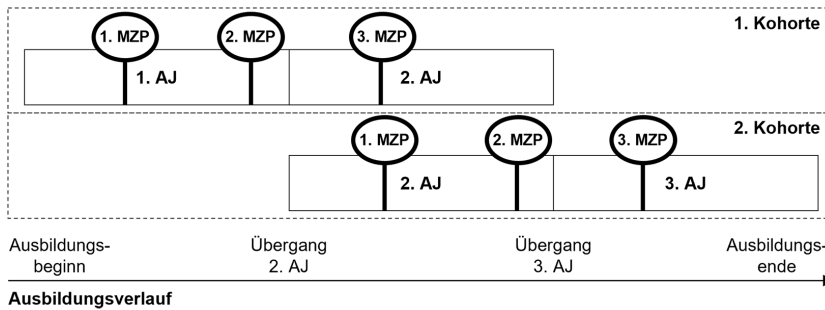 1. Kohorte
1. MZP 2. MZP 3. MZP
1. AJ 2. AJ
2. Kohorte
1. MZP 2. MZP 3. MZP
2. AJ 3. AJ
Ausbildungs- Übergang Übergang Ausbildungs-
beginn 2. AJ 3. AJ ende
Ausbildungsverlauf